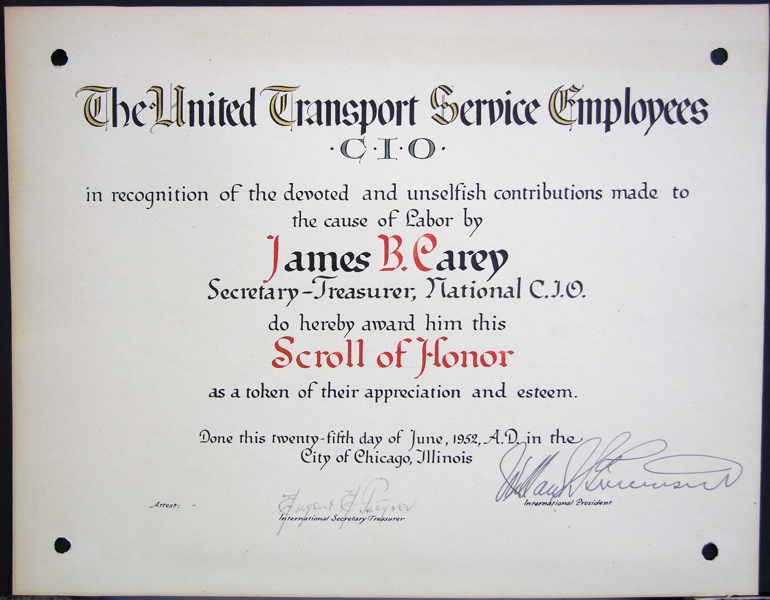 The United Transport Service Employees
·C·I·O·
in recognition of the devoted and unselfish contributions made to
the cause of Labor by
James B. Carey
Secretary-Treasurer, National C.I.O.
do hereby award him this
Scroll of Honor
as a token of their appreciation and esteem.
Done this twenty-fifth day of June, 1952, A.D. in the
City of Chicago, Illinois
International President
Attest:
International Secretary-Treasurer